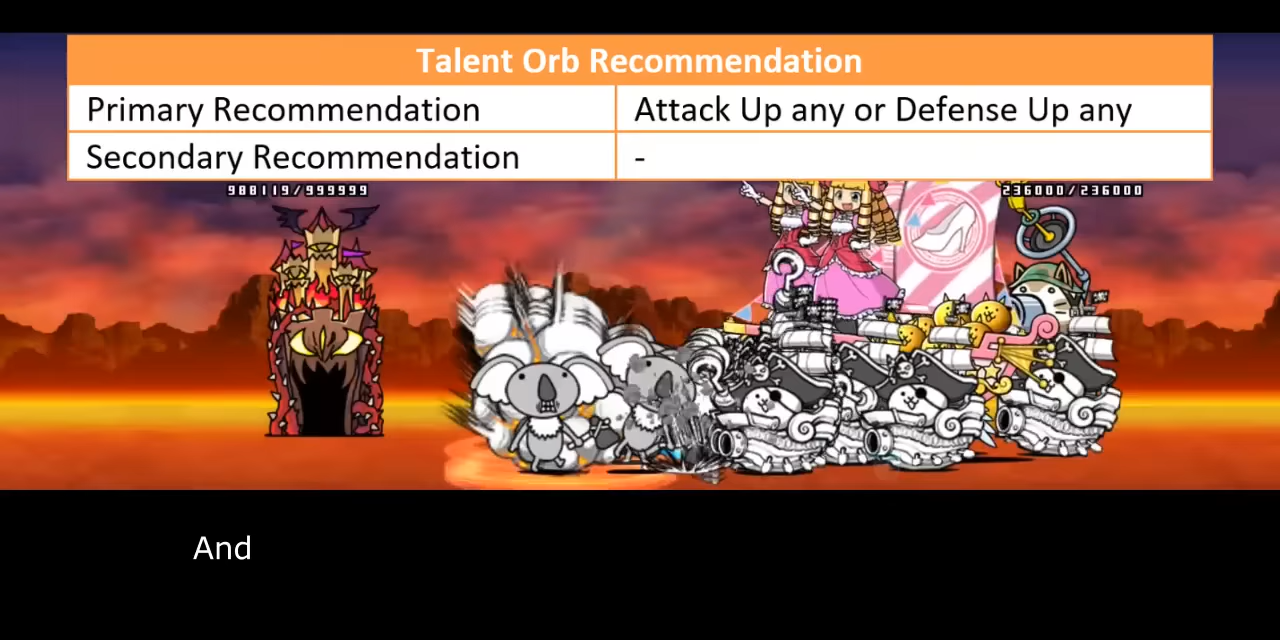 Talent Orb Recommendation
Primary Recommendation Attack Up any or Defense Up any
Secondary Recommendation -
988119/999999 236000/236000
And